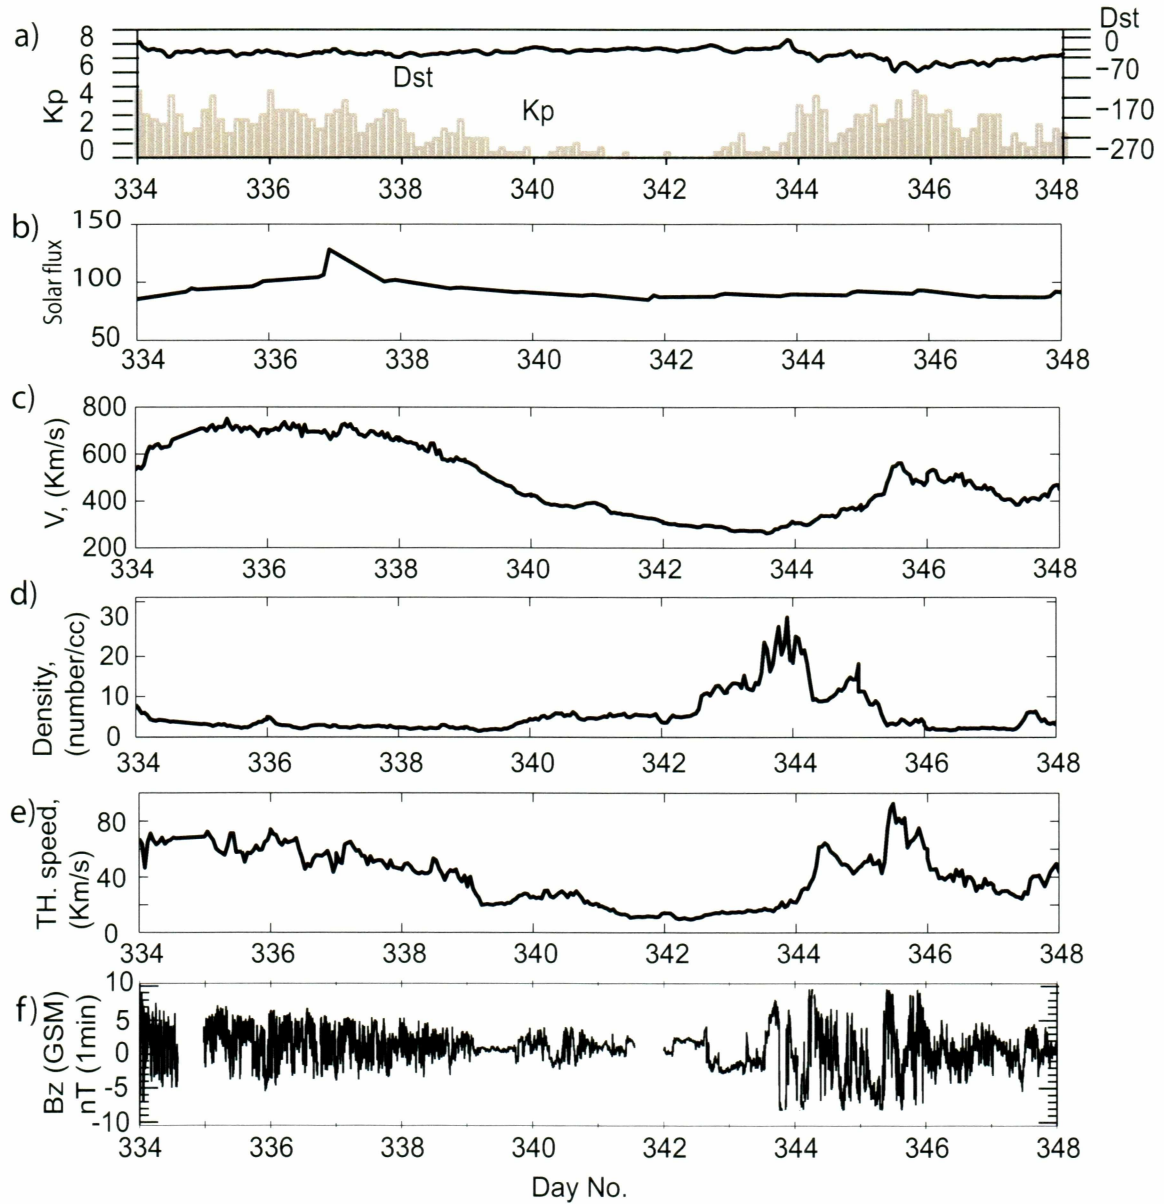 a)
Kp
8
6
4
2
0
Dst
Kp
Dst
0
−70
−170
−270
334 336 338 340 342 344 346 348
b)
Solar flux
150
100
50
334 336 338 340 342 344 346 348
c)
V, (Km/s)
800
600
400
200
334 336 338 340 342 344 346 348
d)
Density,
(number/cc)
30
20
10
0
334 336 338 340 342 344 346 348
e)
TH. speed,
(Km/s)
80
40
0
334 336 338 340 342 344 346 348
f)
Bz (GSM)
nT (1min)
10
5
0
-5
-10
334 336 338 340 342 344 346 348
Day No.